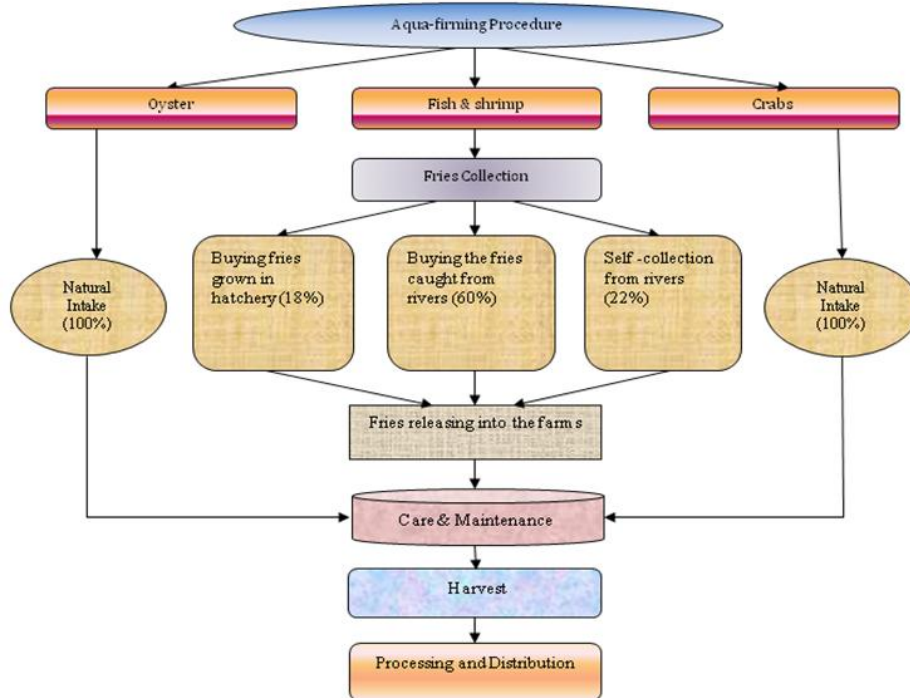 Aqua-firming Procedure
Oyster
Fish & shrimp
Crabs
Fries Collection
Buying fries
grown in
hatchery (18%)
Buying the fries
caught from
rivers (60%)
Self -collection
from rivers
(22%)
Natural
Intake
(100%)
Natural
Intake
(100%)
Fries releasing into the farms
Care & Maintenance
Harvest
Processing and Distribution